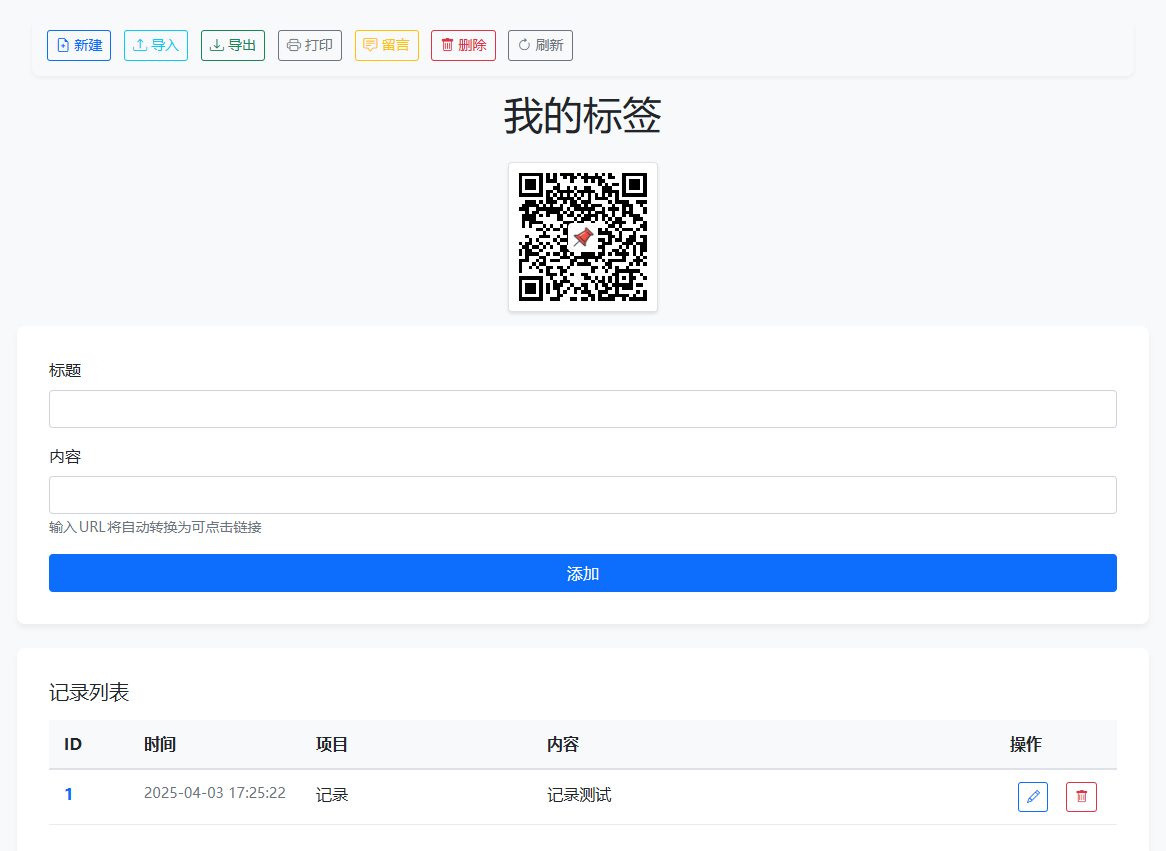 新建 导入 导出 打印 留言 删除 刷新
我的标签
标题
内容
输入URL将自动转换为可点击链接
添加
记录列表
ID 时间 项目 内容 操作
1 2025-04-03 17:25:22 记录 记录测试